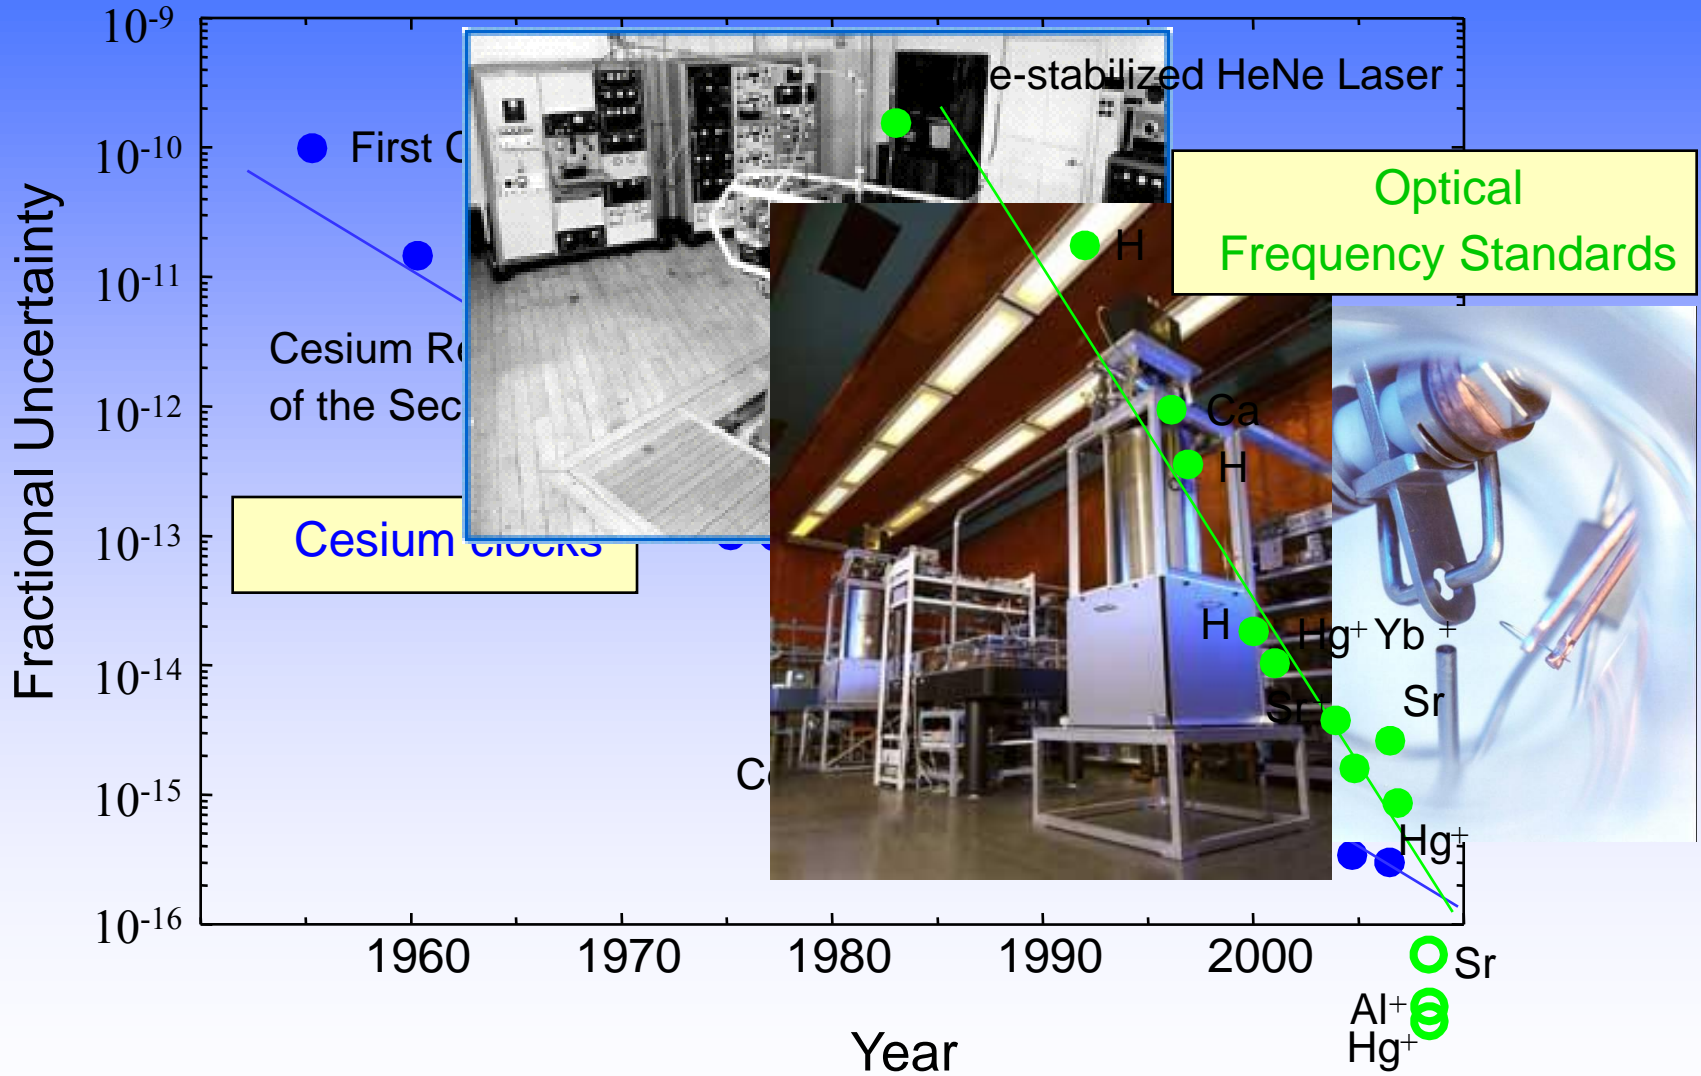 10-9
10-10
10-11
10-12
10-13
10-14
10-15
10-16
Fractional Uncertainty
e-stabilized HeNe Laser
First C
Optical
Frequency Standards
H
Cesium Re
of the Sec
Ca
H
Cesium clocks
H
Hg+ Yb +
Sr
Sr
Hg+
1960
1970
1980
1990
2000
Sr
Al+
Hg+
Year